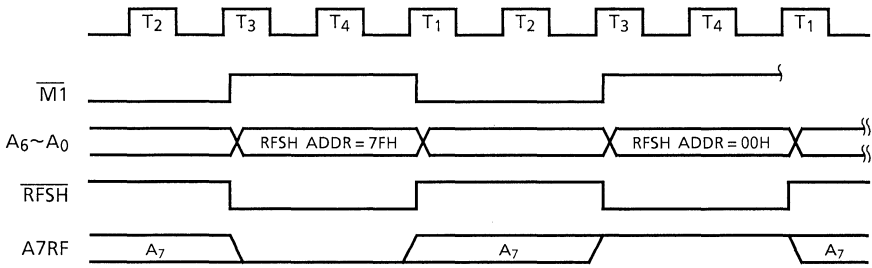 T2 T3 T4 T1 T2 T3 T4 T1
M1
A6~A0 RFSH ADDR = 7FH RFSH ADDR = 00H
RFSH
A7RF A7 A7 A7